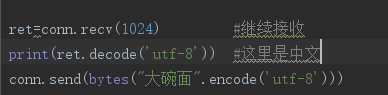 ret=conn.recv(1024)        #继续接收
print(ret.decode('utf-8'))  #这里是中文
conn.send(bytes("大碗面".encode('utf-8')))